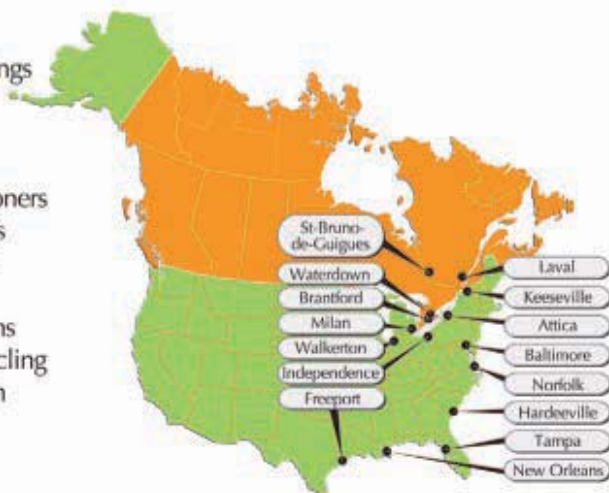 ngs
oners
s
ns
cling
n
St-Bruno-
de-Guigues
Waterdown
Brantford
Milan
Walkerton
Independence
Freeport
Laval
Keeseville
Attica
Baltimore
Norfolk
Hardeeville
Tampa
New Orleans